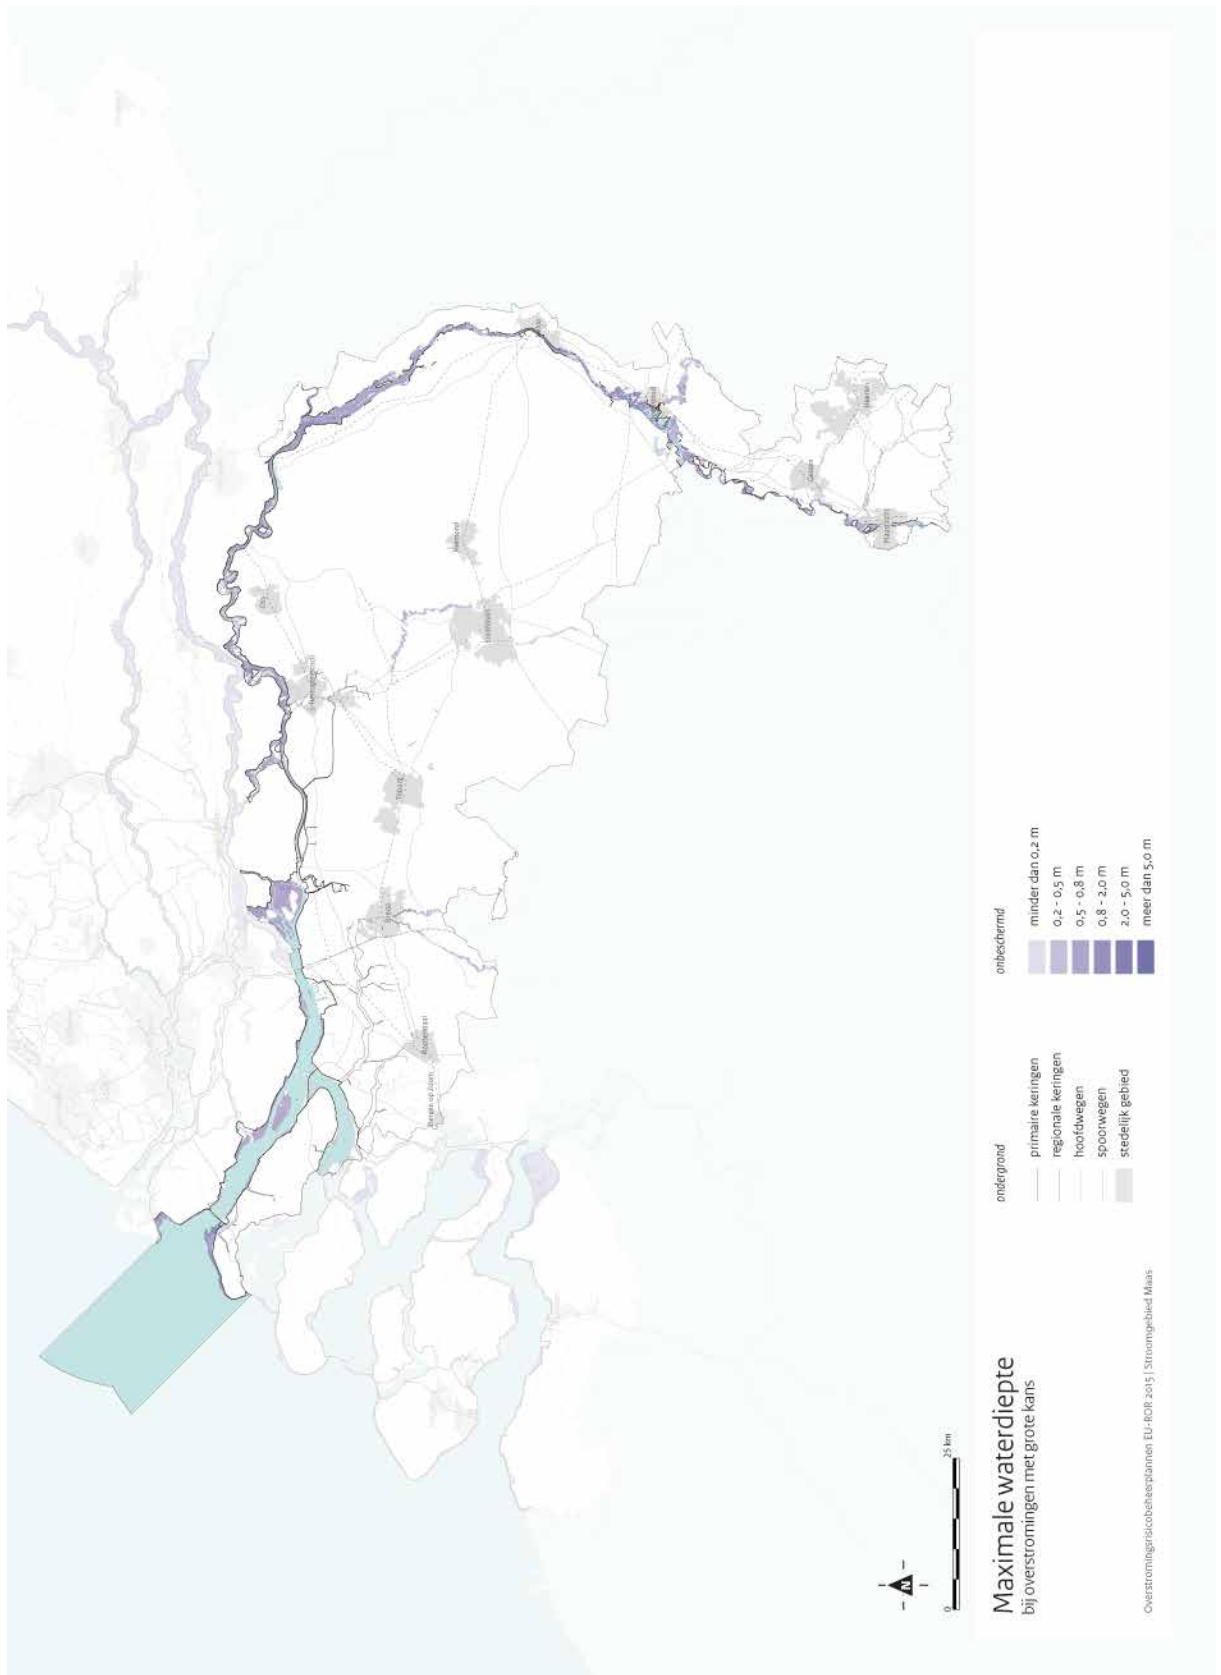 Maximale waterdiepte
bij overstromingen met grote kans
Overstromingsrisicobeheerplannen EU-ROR 2015 | Stroomgebied Maas
N
0
25 km
ondergrond
primaire keringen
regionale keringen
hoofdwegen
spoorwegen
stedelijk gebied
onbeschermd
minder dan 0,2 m
0,2 - 0,5 m
0,5 - 0,8 m
0,8 - 2,0 m
2,0 - 5,0 m
meer dan 5,0 m
Bergen op Zoom
Roosendaal
Breda
Tilburg
Oss
Eindhoven
Helmond
Maastricht
Geleen
Heerlen